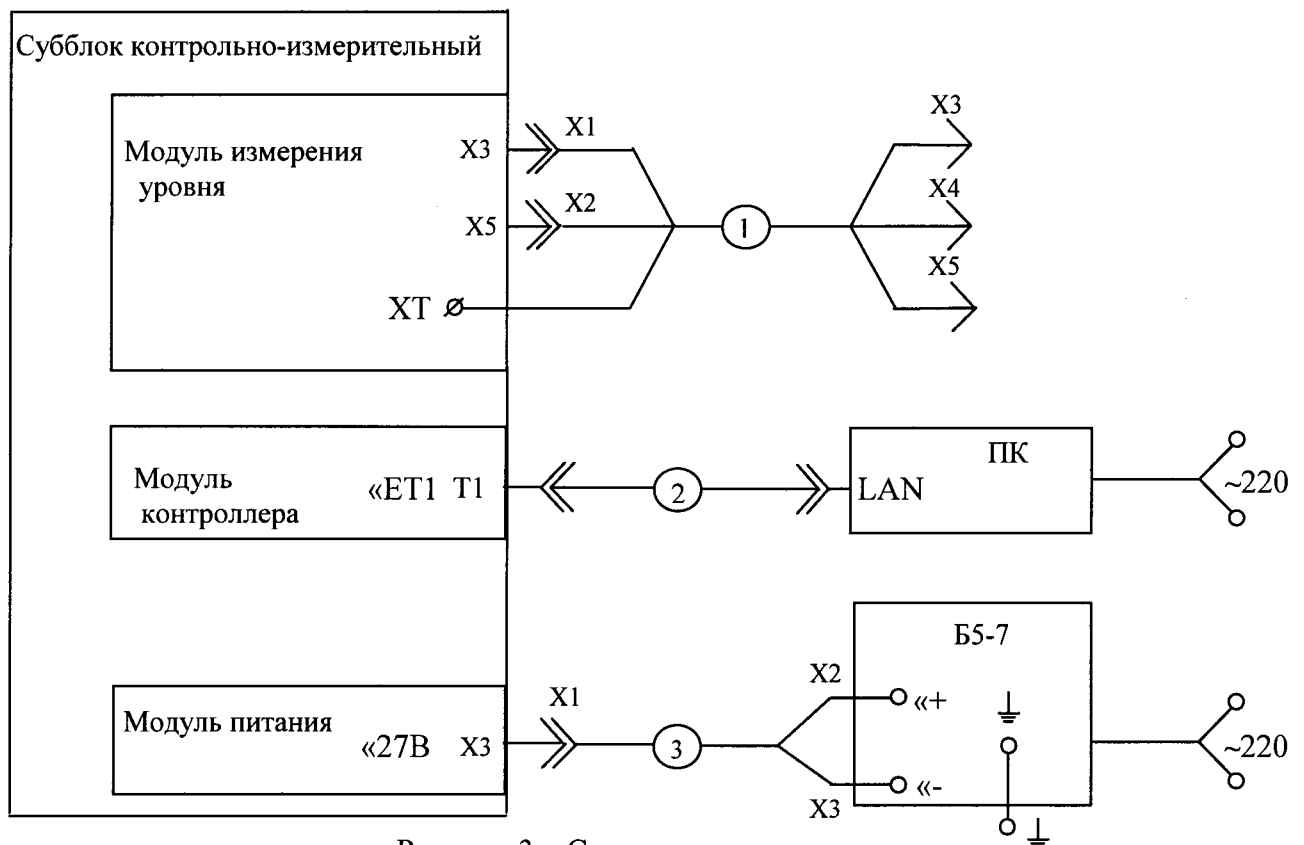 Субблок контрольно-измерительный
Модуль измерения
уровня
X3
X1
X5
X2
XT
1
X3
X4
X5
Модуль
контроллера
«ET1 T1
2
LAN
ПК
~220
Модуль питания
«27В X3
X1
3
X2
X3
Б5-7
«+
«-
~220